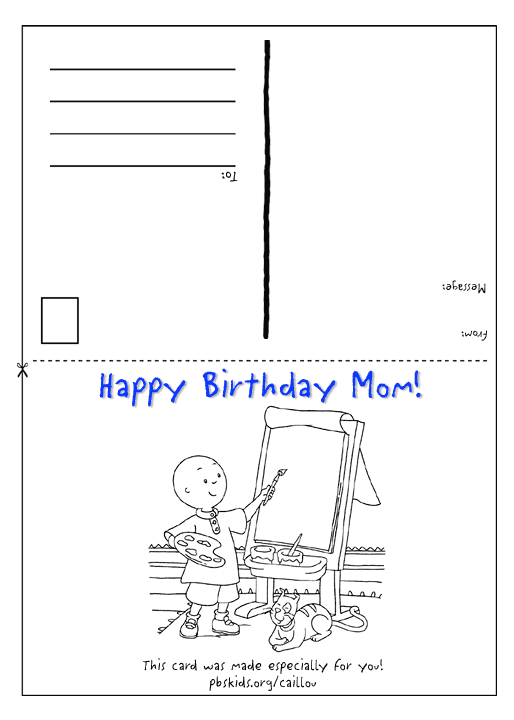 To:
Message:
From:
Happy Birthday Mom!
This card was made especially for you!
pbskids.org/caillou